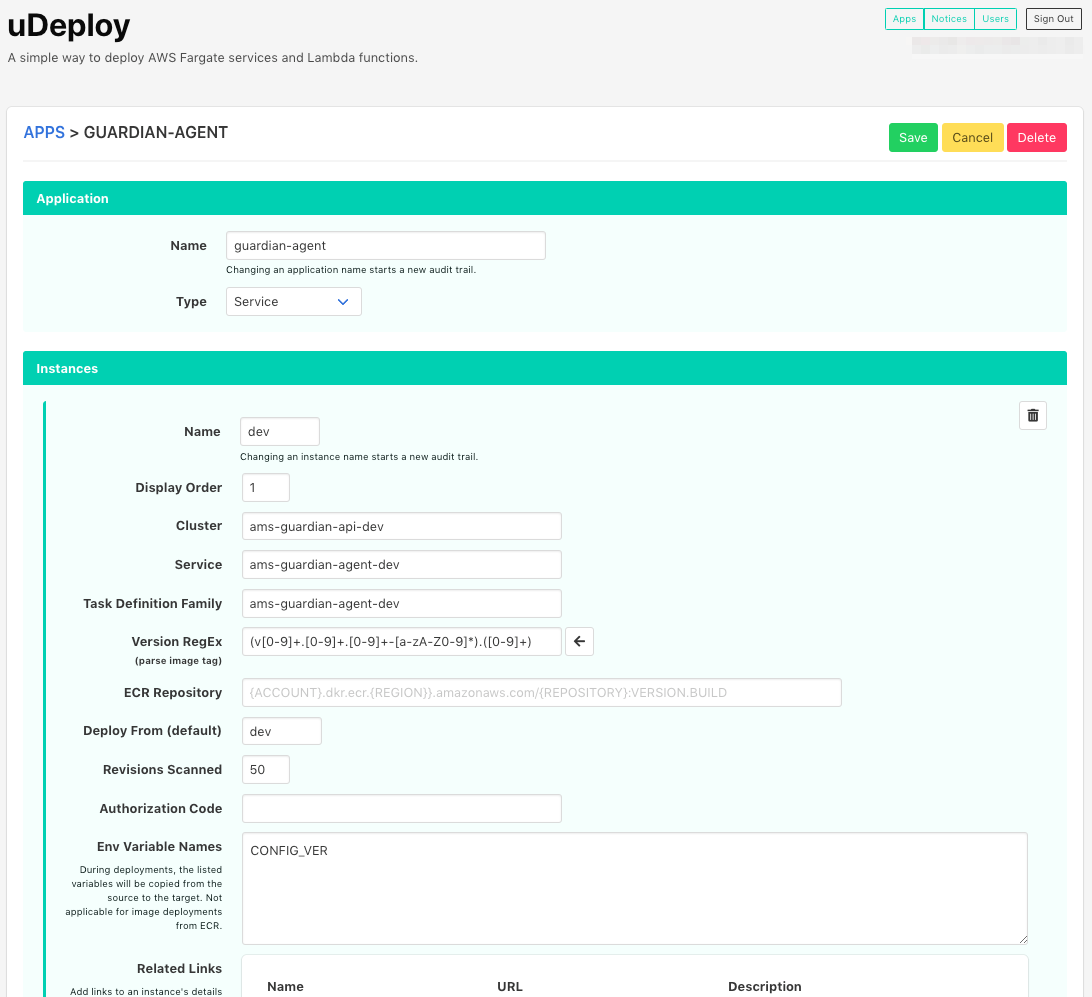 uDeploy
Apps Notices Users Sign Out
A simple way to deploy AWS Fargate services and Lambda functions.
APPS > GUARDIAN-AGENT
Save Cancel Delete
Application
Name guardian-agent
Changing an application name starts a new audit trail.
Type Service
Instances
Name dev
Changing an instance name starts a new audit trail.
Display Order 1
Cluster ams-guardian-api-dev
Service ams-guardian-agent-dev
Task Definition Family ams-guardian-agent-dev
Version RegEx (v[0-9]+.[0-9]+.[0-9]+-[a-zA-Z0-9]*).([0-9]+)
(parse image tag)
ECR Repository {ACCOUNT}.dkr.ecr.{REGION}}.amazonaws.com/{REPOSITORY}:VERSION.BUILD
Deploy From (default) dev
Revisions Scanned 50
Authorization Code
Env Variable Names CONFIG_VER
During deployments, the listed
variables will be copied from the
source to the target. Not
applicable for image deployments
from ECR.
Related Links
Name URL Description
Add links to an instance's details